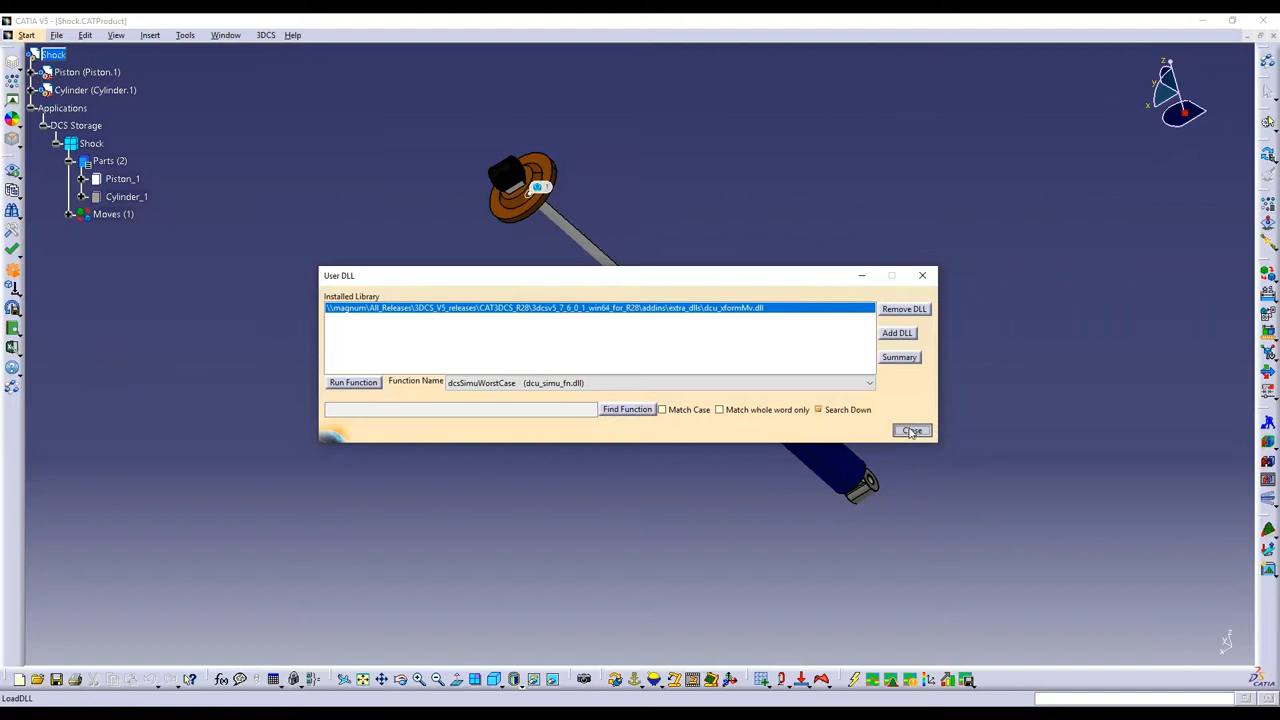 CATIA V5 - [Shock.CATProduct]
Start File Edit View Insert Tools Window 3DCS Help
Shock
Piston (Piston.1)
Cylinder (Cylinder.1)
Applications
DCS Storage
Shock
Parts (2)
Piston_1
Cylinder_1
Moves (1)
z
y
x
1
User DLL
Installed Library
\\magnum\All_Releases\3DCS_V5_releases\CAT3DCS_R28\3dcsv5_7_6_0_1_win64_for_R28\addins\extra_dlls\dcu_xformMv.dll
Remove DLL
Add DLL
Summary
Run Function Function Name dcsSimuWorstCase (dcu_simu_fn.dll)
Find Function Match Case Match whole word only Search Down
Close
LoadDLL
CATIA